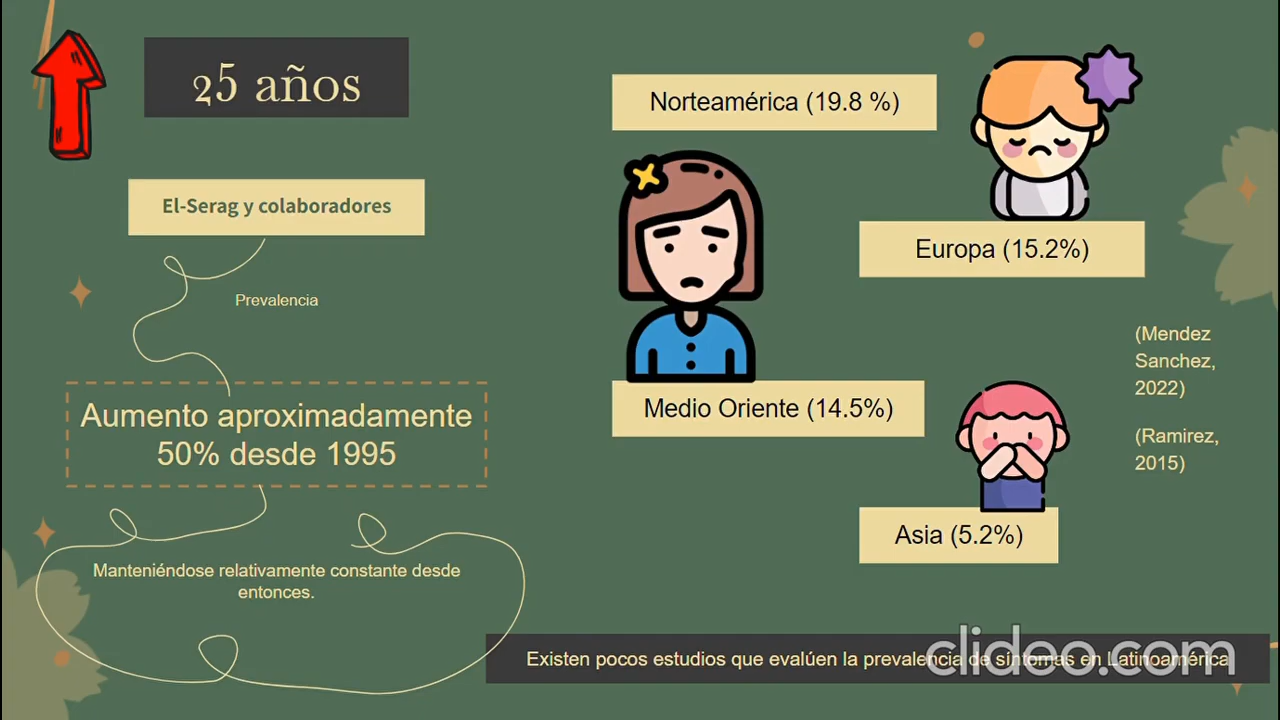 25 años
El-Serag y colaboradores
Prevalencia
Aumento aproximadamente
50% desde 1995
Manteniéndose relativamente constante desde
entonces.
Norteamérica (19.8 %)
Europa (15.2%)
Medio Oriente (14.5%)
Asia (5.2%)
(Mendez
Sanchez,
2022)
(Ramirez,
2015)
Existen pocos estudios que evalúen la prevalencia de síntomas en Latinoamérica
clideo.com